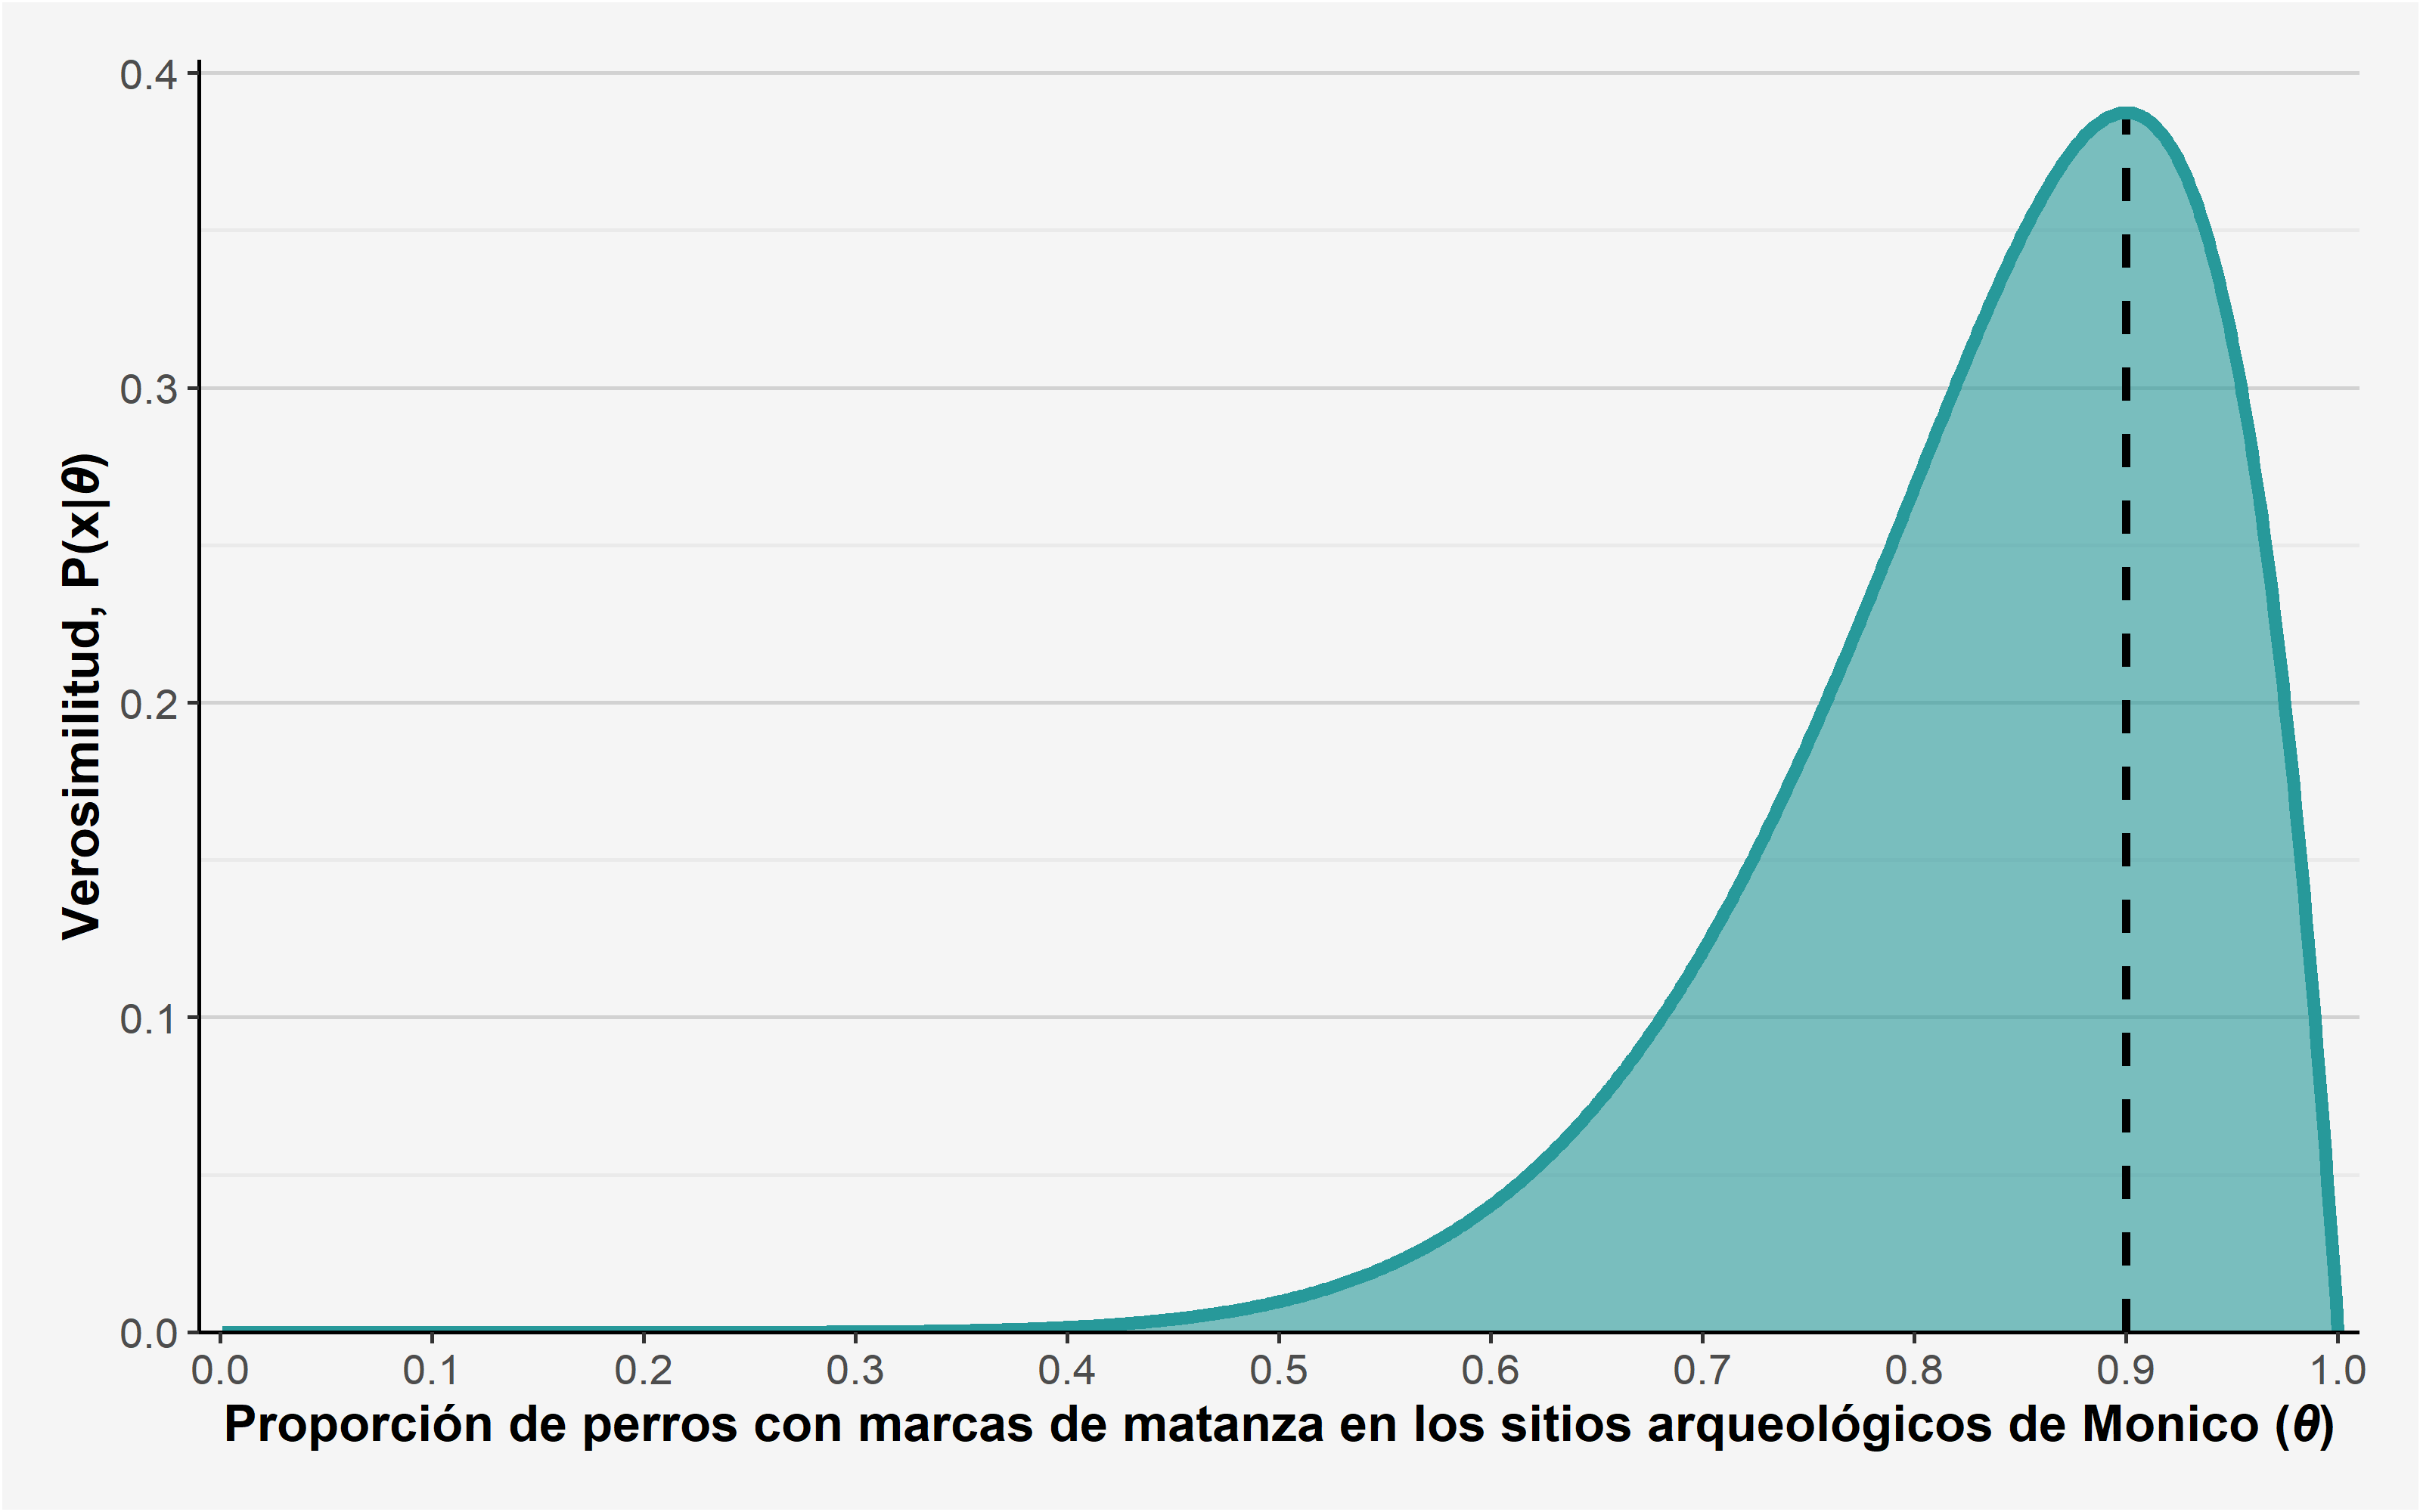 0.4
0.3
0.2
0.1
0.0
Verosimilitud, P(x|θ)
0.0 0.1 0.2 0.3 0.4 0.5 0.6 0.7 0.8 0.9 1.0
Proporción de perros con marcas de matanza en los sitios arqueológicos de Monico (θ)